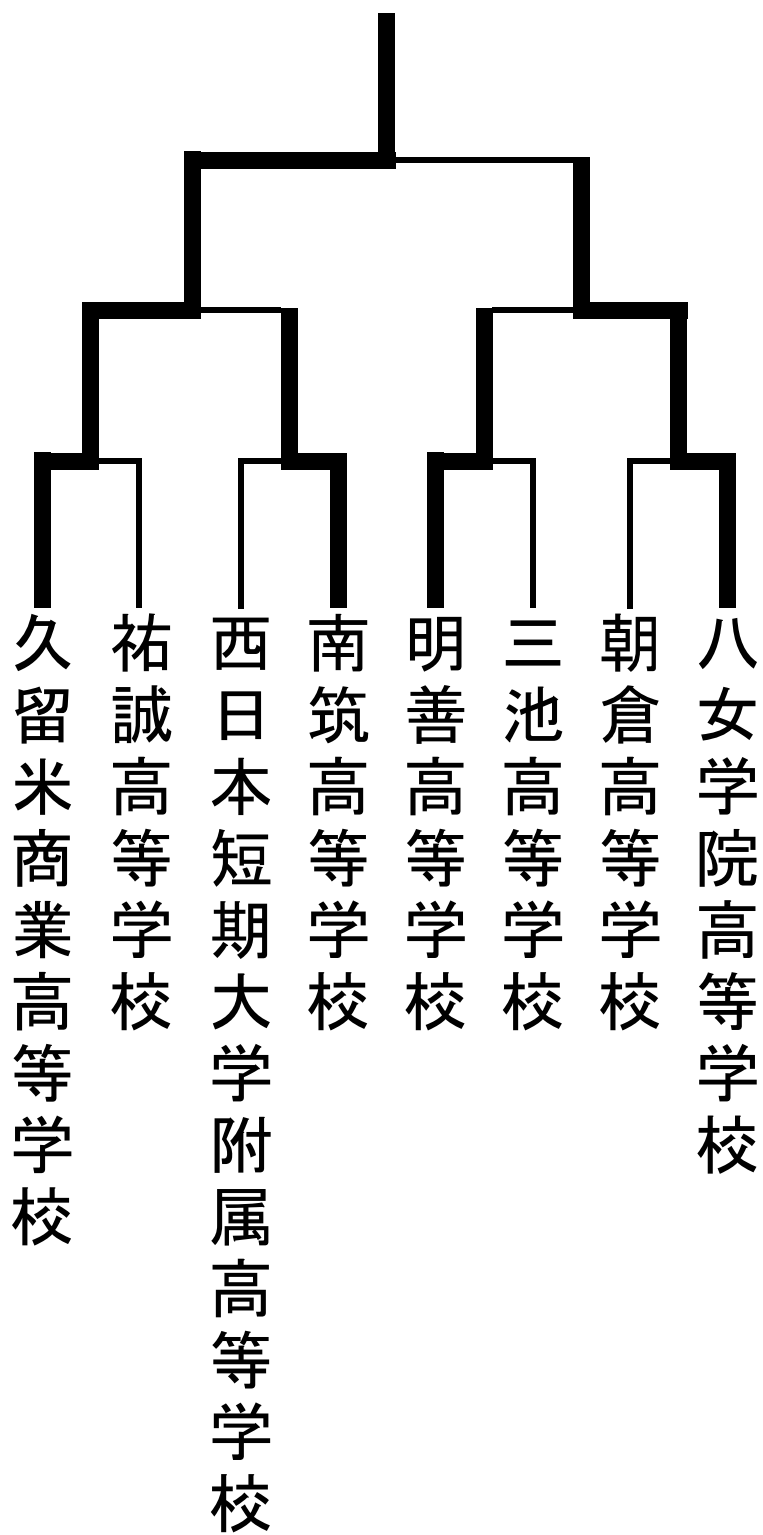 久留米商業高等学校
祐誠高等学校
西日本短期大学附属高等学校
南筑高等学校
明善高等学校
三池高等学校
朝倉高等学校
八女学院高等学校